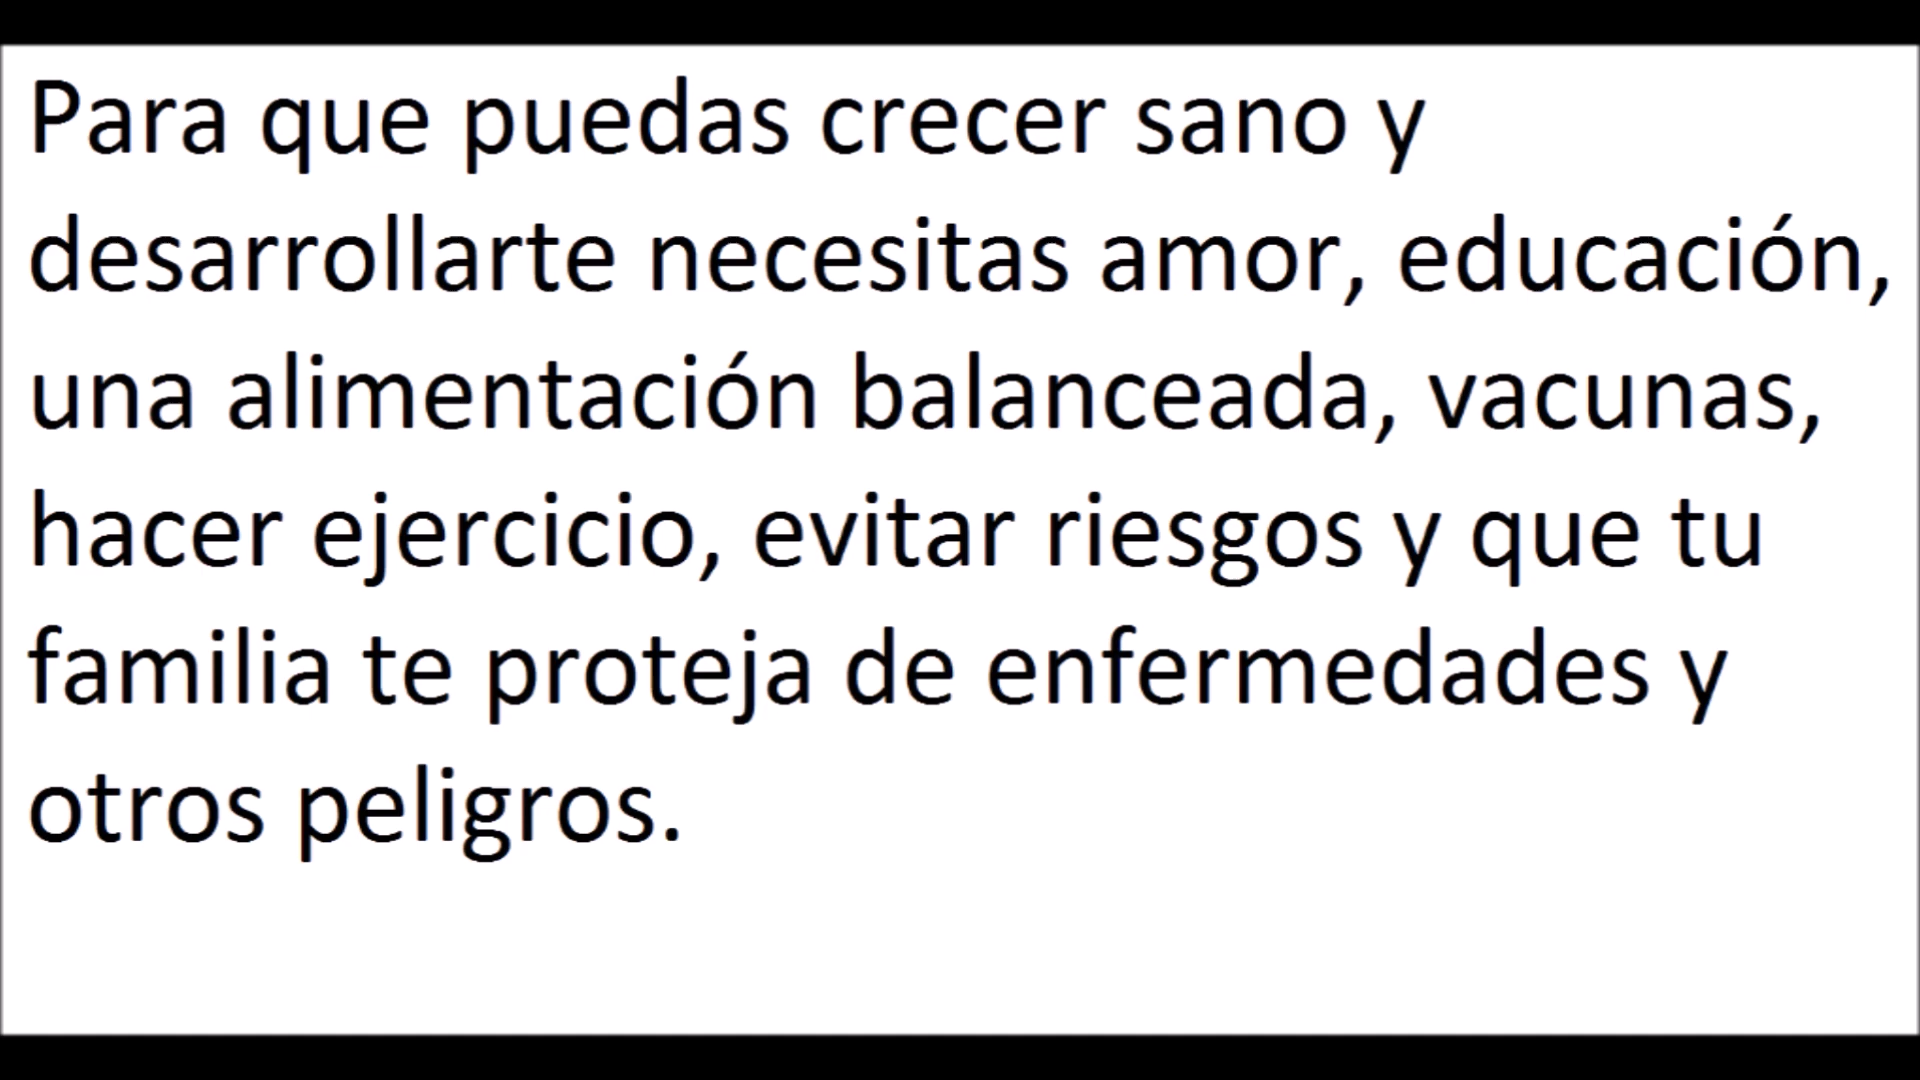 Para que puedas crecer sano y
desarrollarte necesitas amor, educación,
una alimentación balanceada, vacunas,
hacer ejercicio, evitar riesgos y que tu
familia te proteja de enfermedades y
otros peligros.